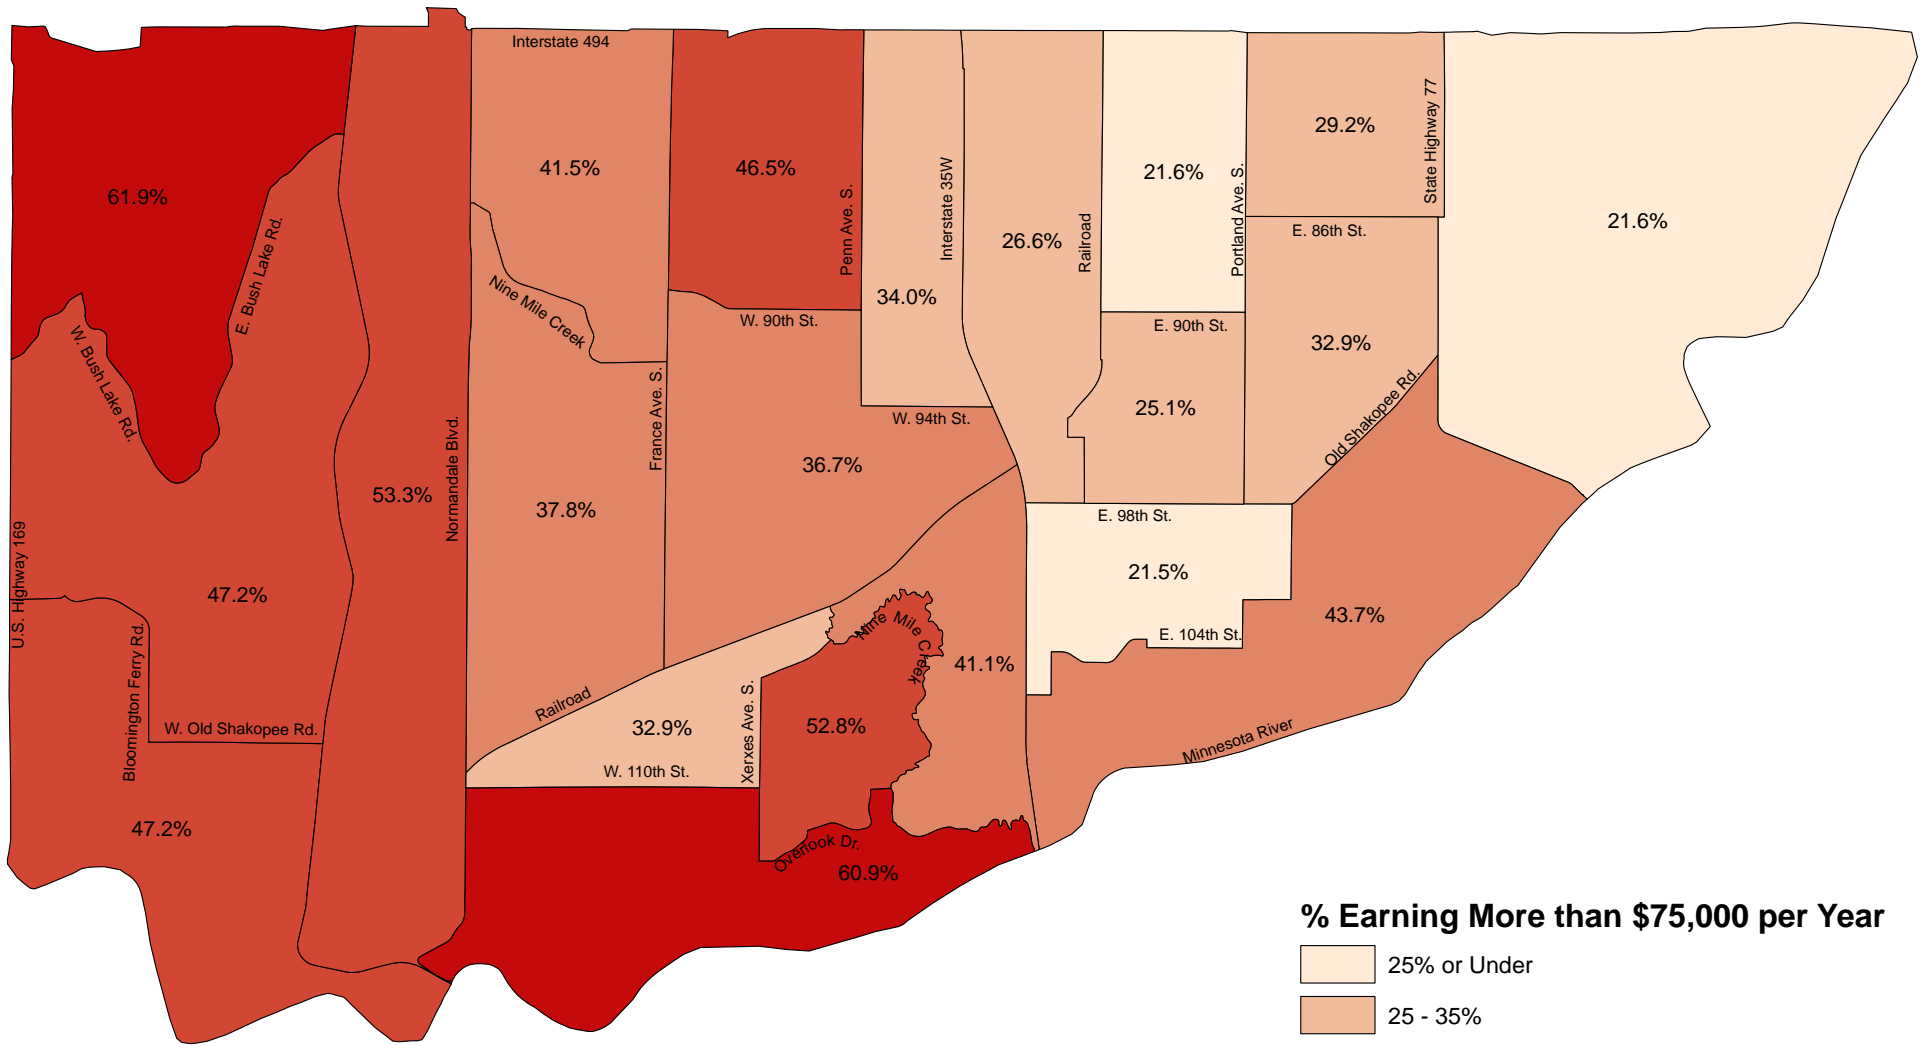 Interstate 494
State Highway 77
29.2%
41.5%
46.5%
21.6%
61.9%
Portland Ave. S.
Interstate 35W
Penn Ave. S.
21.6%
E. 86th St.
26.6%
Railroad
E. Bush Lake Rd.
34.0%
Nine Mile Creek
W. 90th St.
E. 90th St.
32.9%
W. Bush Lake Rd.
25.1%
France Ave. S.
W. 94th St.
Old Shakopee Rd.
36.7%
Normandale Blvd.
53.3%
37.8%
E. 98th St.
U.S. Highway 169
21.5%
47.2%
43.7%
Nine Mile Creek
E. 104th St.
Bloomington Ferry Rd.
41.1%
Railroad
Xerxes Ave. S.
W. Old Shakopee Rd.
32.9%
52.8%
Minnesota River
W. 110th St.
47.2%
Overlook Dr.
60.9%
% Earning More than $75,000 per Year
25% or Under
25 - 35%